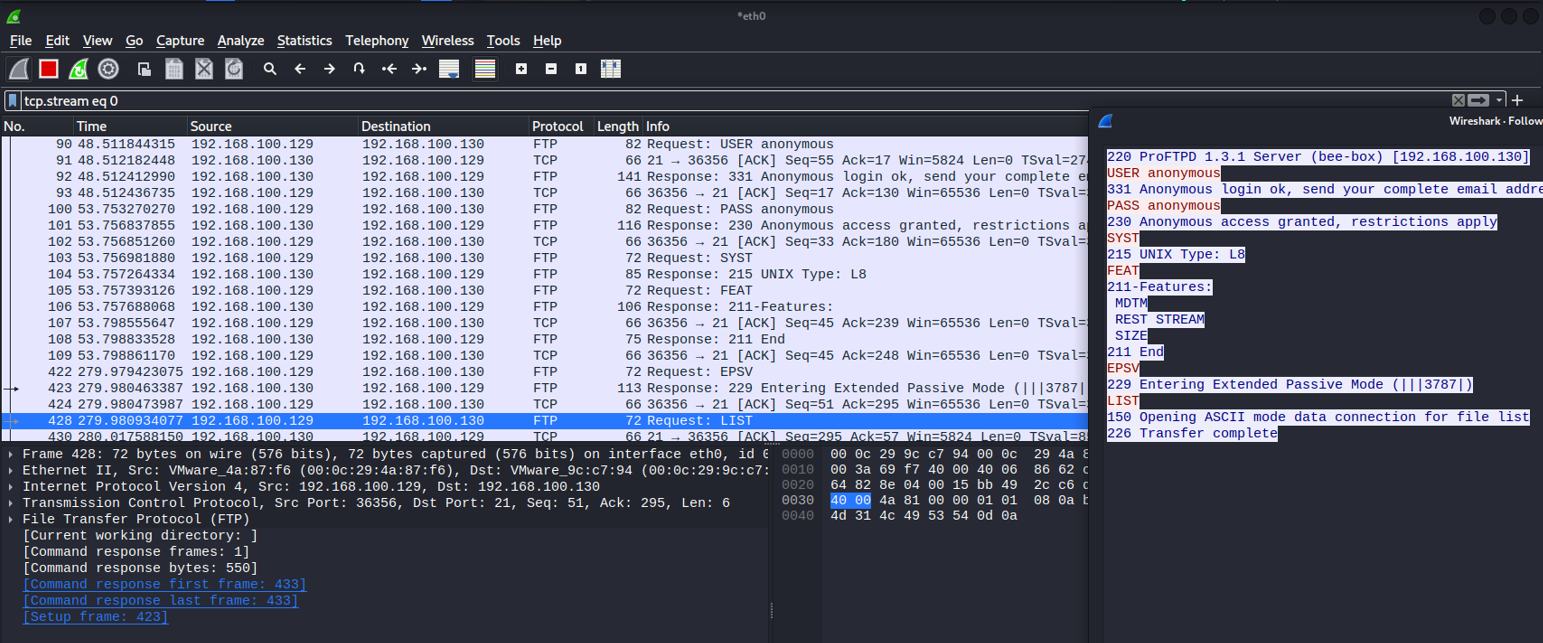 *eth0
File Edit View Go Capture Analyze Statistics Telephony Wireless Tools Help
tcp.stream eq 0
No. Time Source Destination Protocol Length Info
90 48.511844315 192.168.100.129 192.168.100.130 FTP 82 Request: USER anonymous
91 48.512182448 192.168.100.130 192.168.100.129 TCP 66 21 → 36356 [ACK] Seq=55 Ack=17 Win=5824 Len=0 TSval=274
92 48.512412990 192.168.100.130 192.168.100.129 FTP 141 Response: 331 Anonymous login ok, send your complete em
93 48.512436735 192.168.100.129 192.168.100.130 TCP 66 36356 → 21 [ACK] Seq=17 Ack=130 Win=65536 Len=0 TSval=
100 53.753270270 192.168.100.129 192.168.100.130 FTP 82 Request: PASS anonymous
101 53.756837855 192.168.100.130 192.168.100.129 FTP 116 Response: 230 Anonymous access granted, restrictions ap
102 53.756851260 192.168.100.129 192.168.100.130 TCP 66 36356 → 21 [ACK] Seq=33 Ack=180 Win=65536 Len=0 TSval=
103 53.756981880 192.168.100.129 192.168.100.130 FTP 72 Request: SYST
104 53.757264334 192.168.100.130 192.168.100.129 FTP 85 Response: 215 UNIX Type: L8
105 53.757393126 192.168.100.129 192.168.100.130 FTP 72 Request: FEAT
106 53.757688068 192.168.100.130 192.168.100.129 FTP 106 Response: 211-Features:
107 53.798555647 192.168.100.129 192.168.100.130 TCP 66 36356 → 21 [ACK] Seq=45 Ack=239 Win=65536 Len=0 TSval=
108 53.798833528 192.168.100.130 192.168.100.129 FTP 75 Response: 211 End
109 53.798861170 192.168.100.129 192.168.100.130 TCP 66 36356 → 21 [ACK] Seq=45 Ack=248 Win=65536 Len=0 TSval=
422 279.979423075 192.168.100.129 192.168.100.130 FTP 72 Request: EPSV
423 279.980463387 192.168.100.130 192.168.100.129 FTP 113 Response: 229 Entering Extended Passive Mode (|||3787|
424 279.980473987 192.168.100.129 192.168.100.130 TCP 66 36356 → 21 [ACK] Seq=51 Ack=295 Win=65536 Len=0 TSval=
428 279.980934077 192.168.100.129 192.168.100.130 FTP 72 Request: LIST
430 280.017588150 192.168.100.130 192.168.100.129 TCP 66 21 → 36356 [ACK] Seq=295 Ack=57 Win=5824 Len=0 TSval=
Frame 428: 72 bytes on wire (576 bits), 72 bytes captured (576 bits) on interface eth0, id 0
Ethernet II, Src: VMware_4a:87:f6 (00:0c:29:4a:87:f6), Dst: VMware_9c:c7:94 (00:0c:29:9c:c7:
Internet Protocol Version 4, Src: 192.168.100.129, Dst: 192.168.100.130
Transmission Control Protocol, Src Port: 36356, Dst Port: 21, Seq: 51, Ack: 295, Len: 6
File Transfer Protocol (FTP)
[Current working directory: ]
[Command response frames: 1]
[Command response bytes: 550]
[Command response first frame: 433]
[Command response last frame: 433]
[Setup frame: 423]
0000 00 0c 29 9c c7 94 00 0c 29 4a 8
0010 00 3a 69 f7 40 00 40 06 86 62 c
0020 64 82 8e 04 00 15 bb 49 2c c6 d
0030 40 00 4a 81 00 00 01 01 08 0a b
0040 4d 31 4c 49 53 54 0d 0a
Wireshark · Follow
220 ProFTPD 1.3.1 Server (bee-box) [192.168.100.130]
USER anonymous
331 Anonymous login ok, send your complete email addre
PASS anonymous
230 Anonymous access granted, restrictions apply
SYST
215 UNIX Type: L8
FEAT
211-Features:
MDTM
REST STREAM
SIZE
211 End
EPSV
229 Entering Extended Passive Mode (|||3787|)
LIST
150 Opening ASCII mode data connection for file list
226 Transfer complete